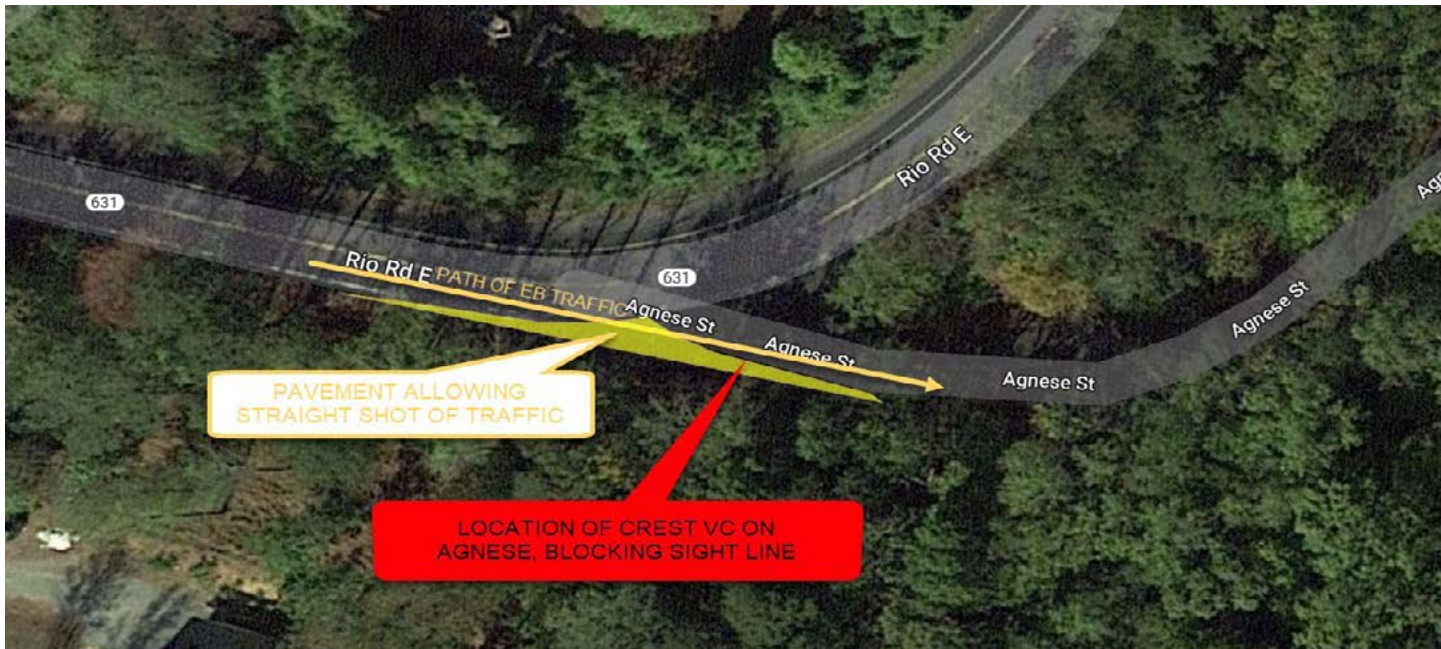 631
Rio Rd E
Rio Rd E
PATH OF EB TRAFFIC
631
Agnese St
Agnese St
Agnese St
Agnese St
Agn
PAVEMENT ALLOWING
STRAIGHT SHOT OF TRAFFIC
LOCATION OF CREST VC ON
AGNESE, BLOCKING SIGHT LINE